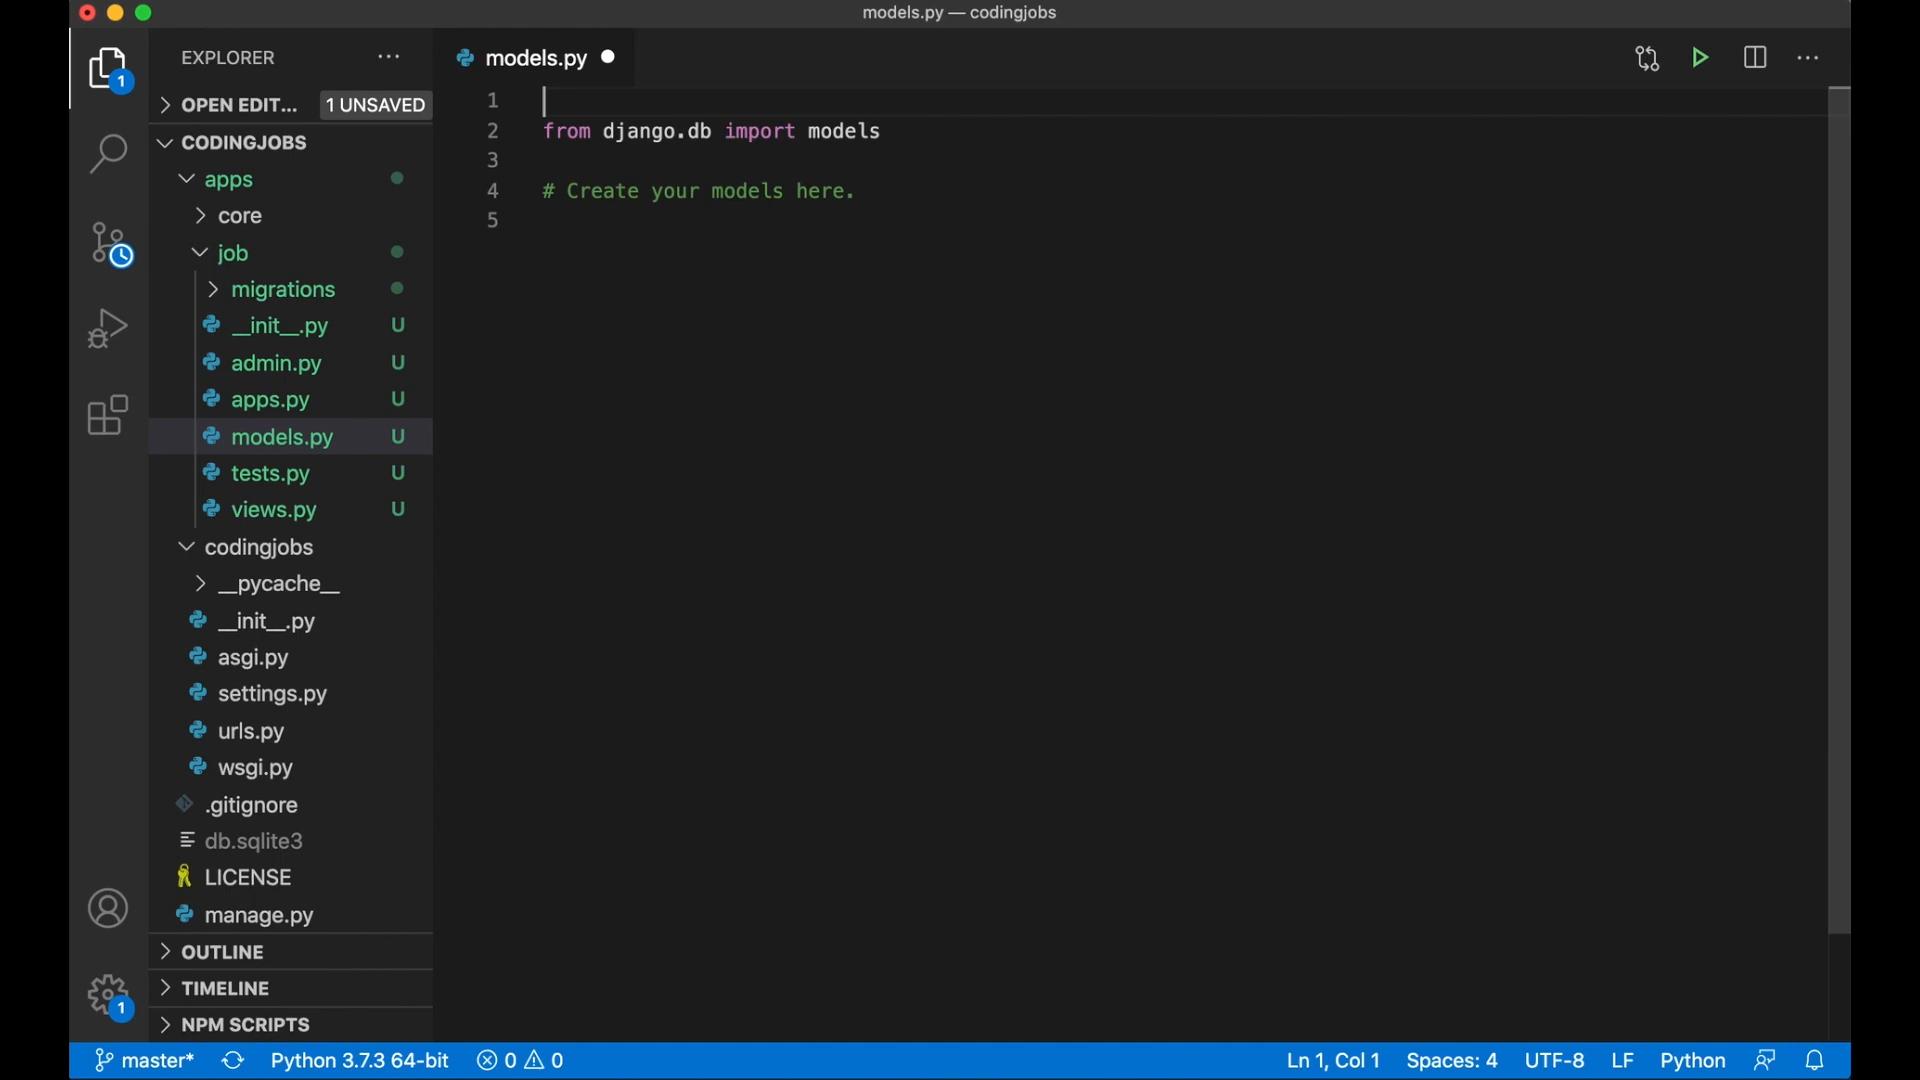 models.py — codingjobs
EXPLORER
models.py
OPEN EDIT... 1 UNSAVED
CODINGJOBS
apps
core
job
migrations
__init__.py U
admin.py U
apps.py U
models.py U
tests.py U
views.py U
codingjobs
__pycache__
__init__.py
asgi.py
settings.py
urls.py
wsgi.py
.gitignore
db.sqlite3
LICENSE
manage.py
OUTLINE
TIMELINE
NPM SCRIPTS
1
1
1
2 from django.db import models
3
4 # Create your models here.
5
master* Python 3.7.3 64-bit 0 0 Ln 1, Col 1 Spaces: 4 UTF-8 LF Python